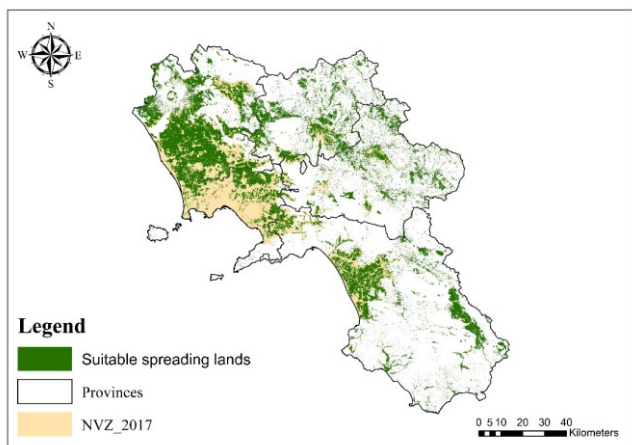 N
W E
S
Legend
Suitable spreading lands
Provinces
NVZ_2017
0 5 10 20 30 40
Kilometers